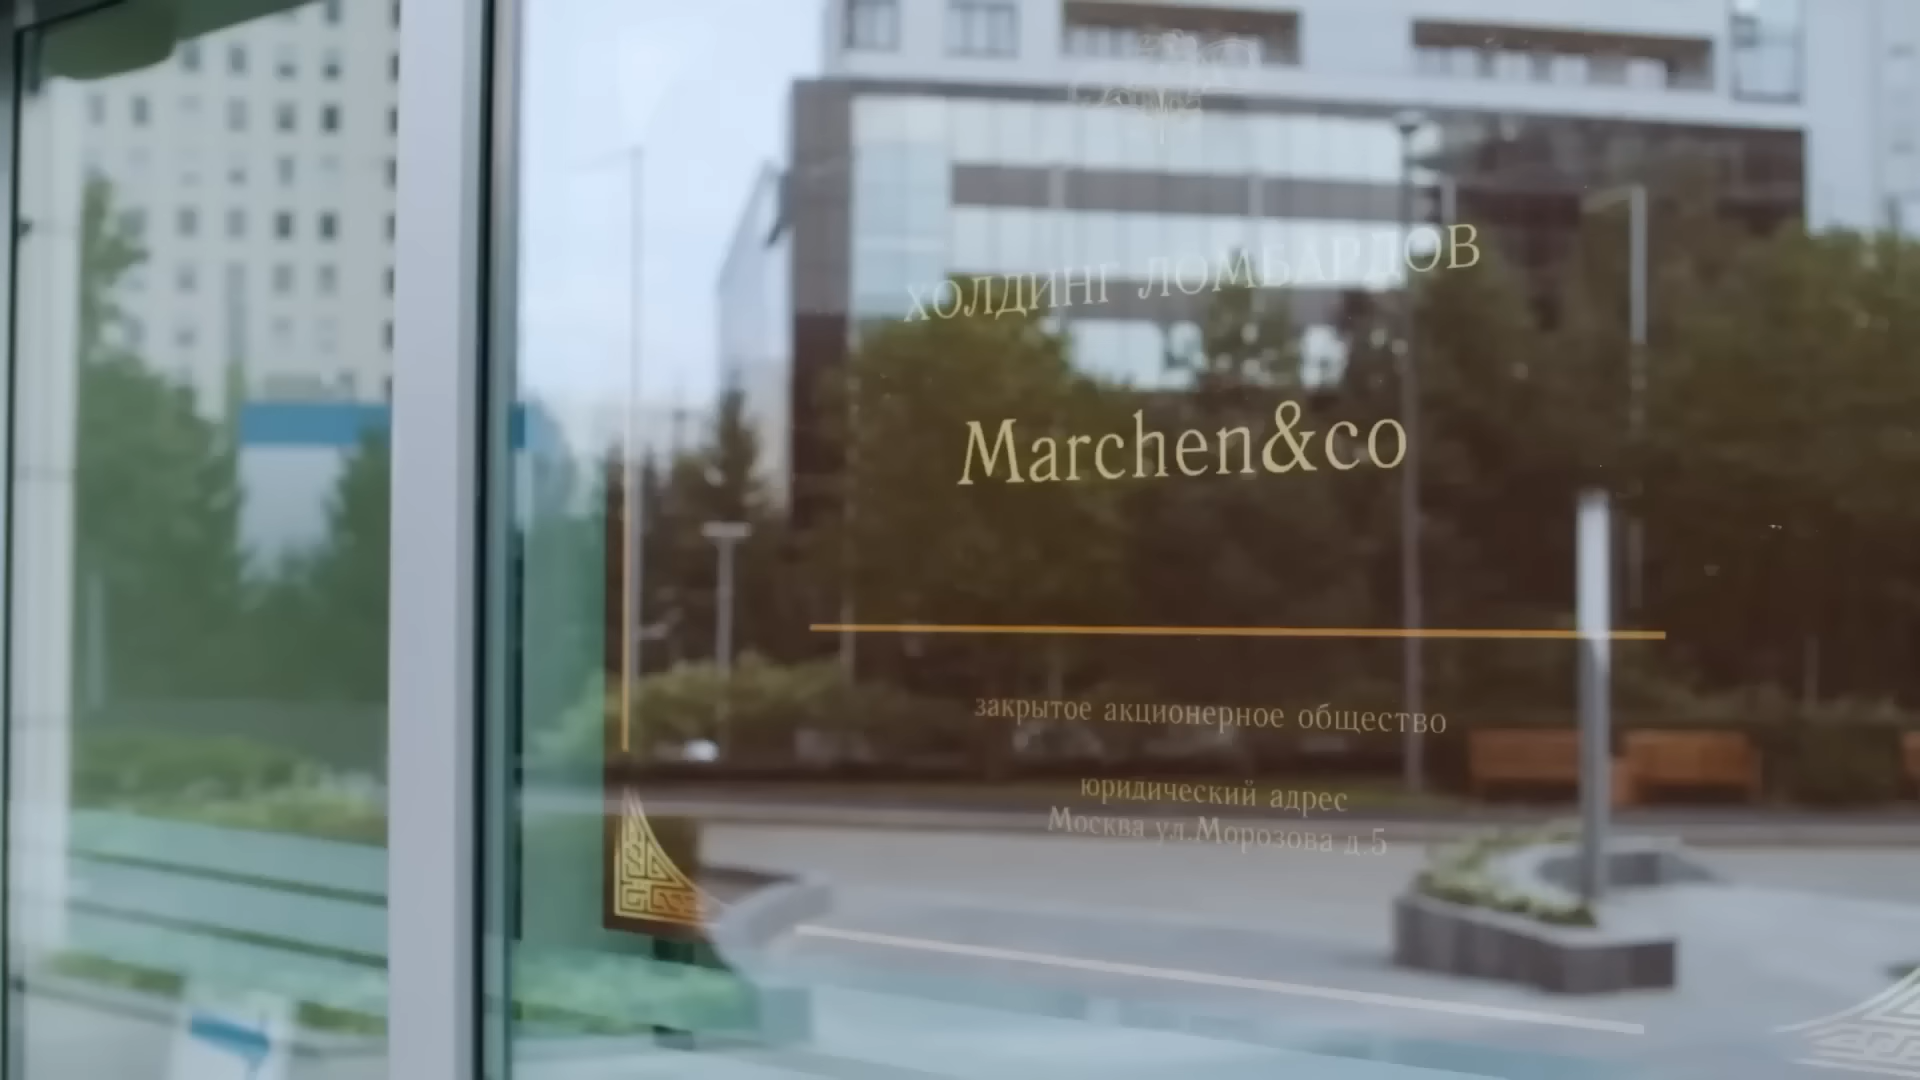 ХОЛДИНГ ЛОМБАРДОВ
Marchen&co
закрытое акционерное общество
юридический адрес
Москва ул.Морозова д.5